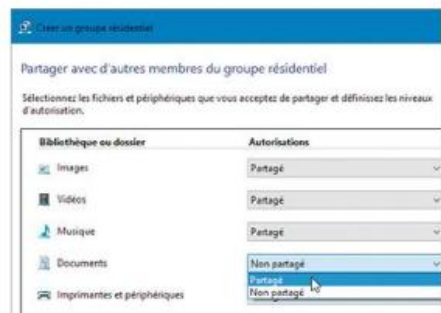 Créer un groupe résidentiel
Partager avec d'autres membres du groupe résidentiel
Sélectionnez les fichiers et périphériques que vous acceptez de partager et définissez les niveaux
d'autorisation.
Bibliothèque ou dossier Autorisations
Images Partagé
Vidéos Partagé
Musique Partagé
Documents Non partagé
Partagé
Imprimantes et périphériques Non partagé